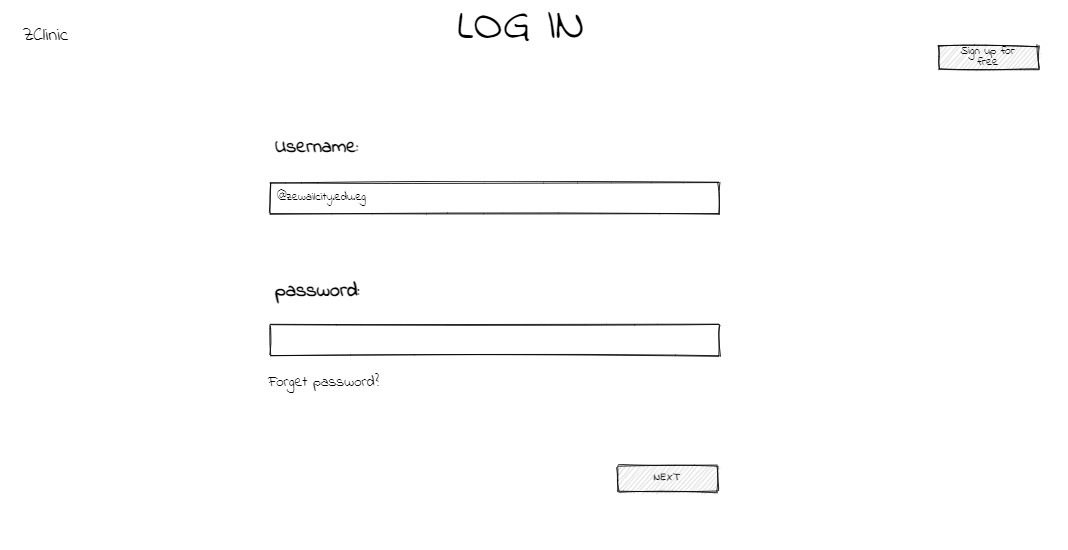 ZClinic
LOG IN
Sign up for
free
Username:
@zewailcity.edu.eg
password:
Forget password?
NEXT